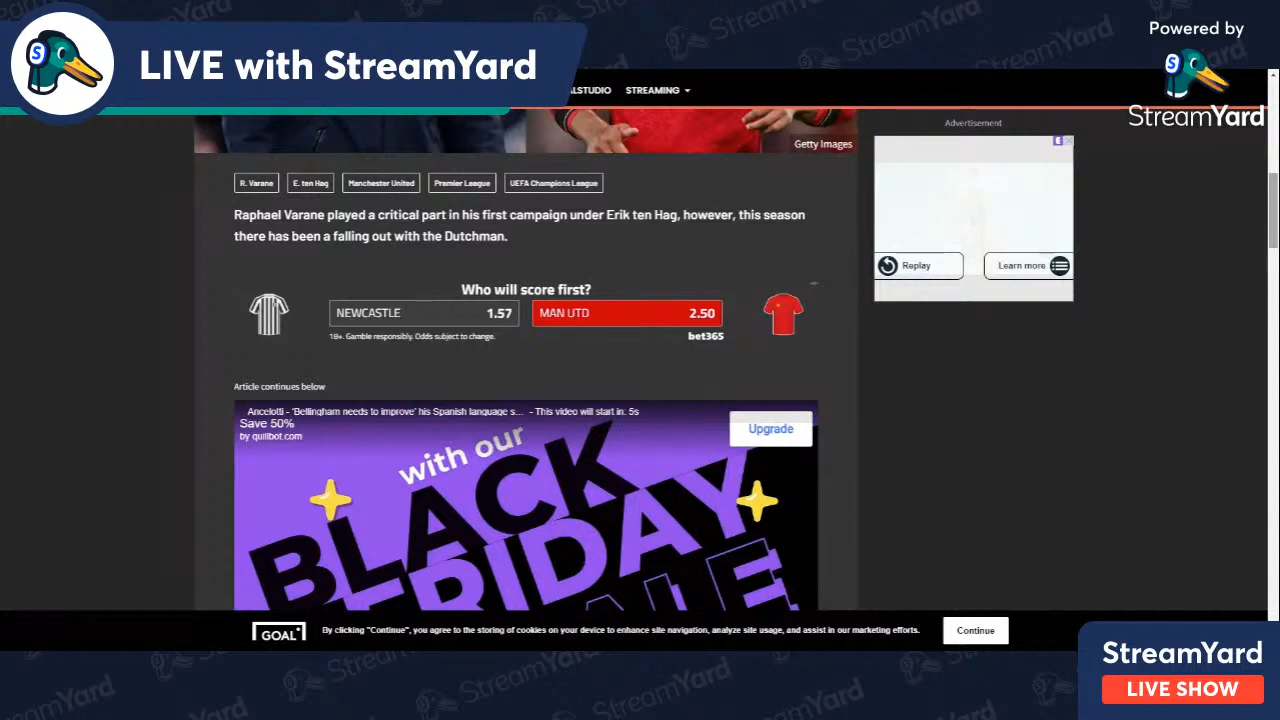 S
LIVE with StreamYard
Powered by
StreamYard
ALSTUDIO STREAMING
Getty Images
Advertisement
R. Varane E. ten Hag Manchester United Premier League UEFA Champions League
Raphael Varane played a critical part in his first campaign under Erik ten Hag, however, this season
there has been a falling out with the Dutchman.
Replay Learn more
Who will score first?
NEWCASTLE 1.57 MAN UTD 2.50
18+. Gamble responsibly. Odds subject to change. bet365
Article continues below
Ancelotti - 'Bellingham needs to improve' his Spanish language s... - This video will start in: 5s
Save 50%
by quillbot.com
Upgrade
with our
BLACK
FRIDAY
SALE
GOAL
By clicking "Continue", you agree to the storing of cookies on your device to enhance site navigation, analyze site usage, and assist in our marketing efforts.
Continue
StreamYard
LIVE SHOW